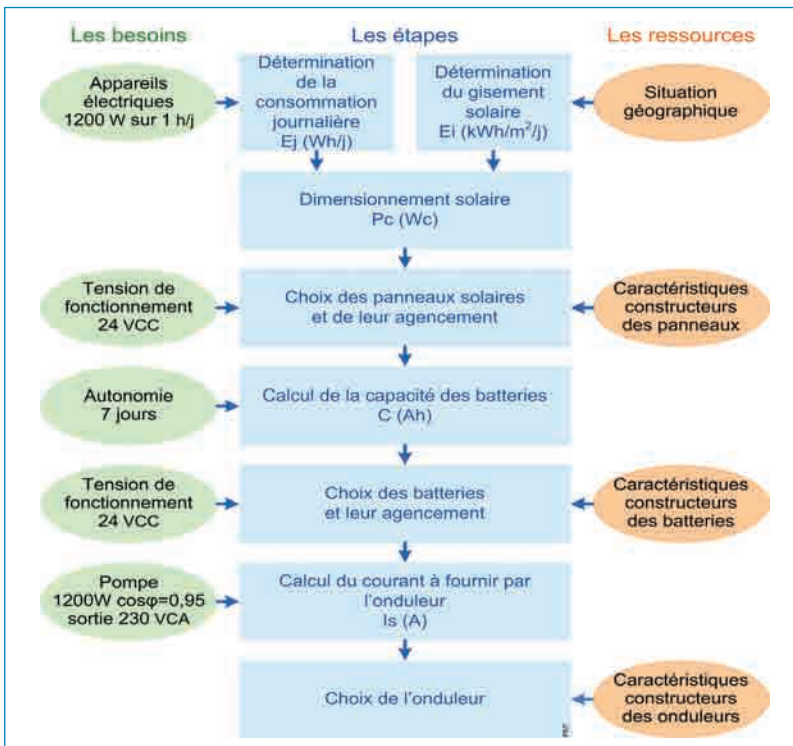 Les besoins
Les étapes
Les ressources
Appareils
électriques
1200 W sur 1 h/j
Détermination
de la
consommation
journalière
Ej (Wh/j)
Détermination
du gisement
solaire
Ei (kWh/m²/j)
Situation
géographique
Dimensionnement solaire
Pc (Wc)
Tension de
fonctionnement
24 VCC
Choix des panneaux solaires
et de leur agencement
Caractéristiques
constructeurs
des panneaux
Autonomie
7 jours
Calcul de la capacité des batteries
C (Ah)
Tension de
fonctionnement
24 VCC
Choix des batteries
et leur agencement
Caractéristiques
constructeurs
des batteries
Pompe
1200W cosφ=0,95
sortie 230 VCA
Calcul du courant à fournir par
l'onduleur
Is (A)
Choix de l'onduleur
Caractéristiques
constructeurs
des onduleurs